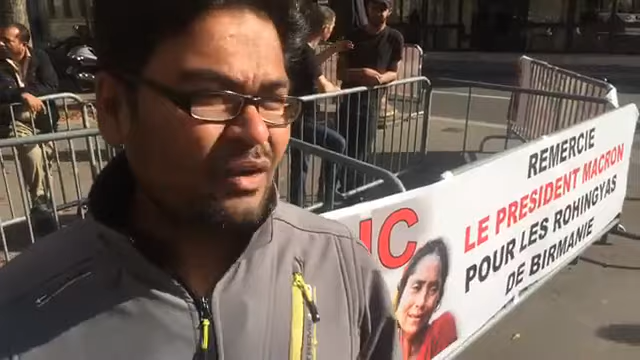 IC
REMERCIE
LE PRESIDENT MACRON
POUR LES ROHINGYAS
DE BIRMANIE